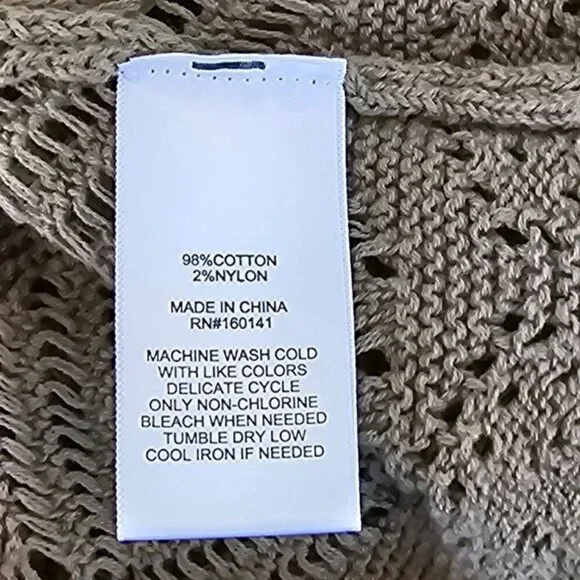 98%COTTON
2%NYLON
MADE IN CHINA
RN#160141
MACHINE WASH COLD
WITH LIKE COLORS
DELICATE CYCLE
ONLY NON-CHLORINE
BLEACH WHEN NEEDED
TUMBLE DRY LOW
COOL IRON IF NEEDED